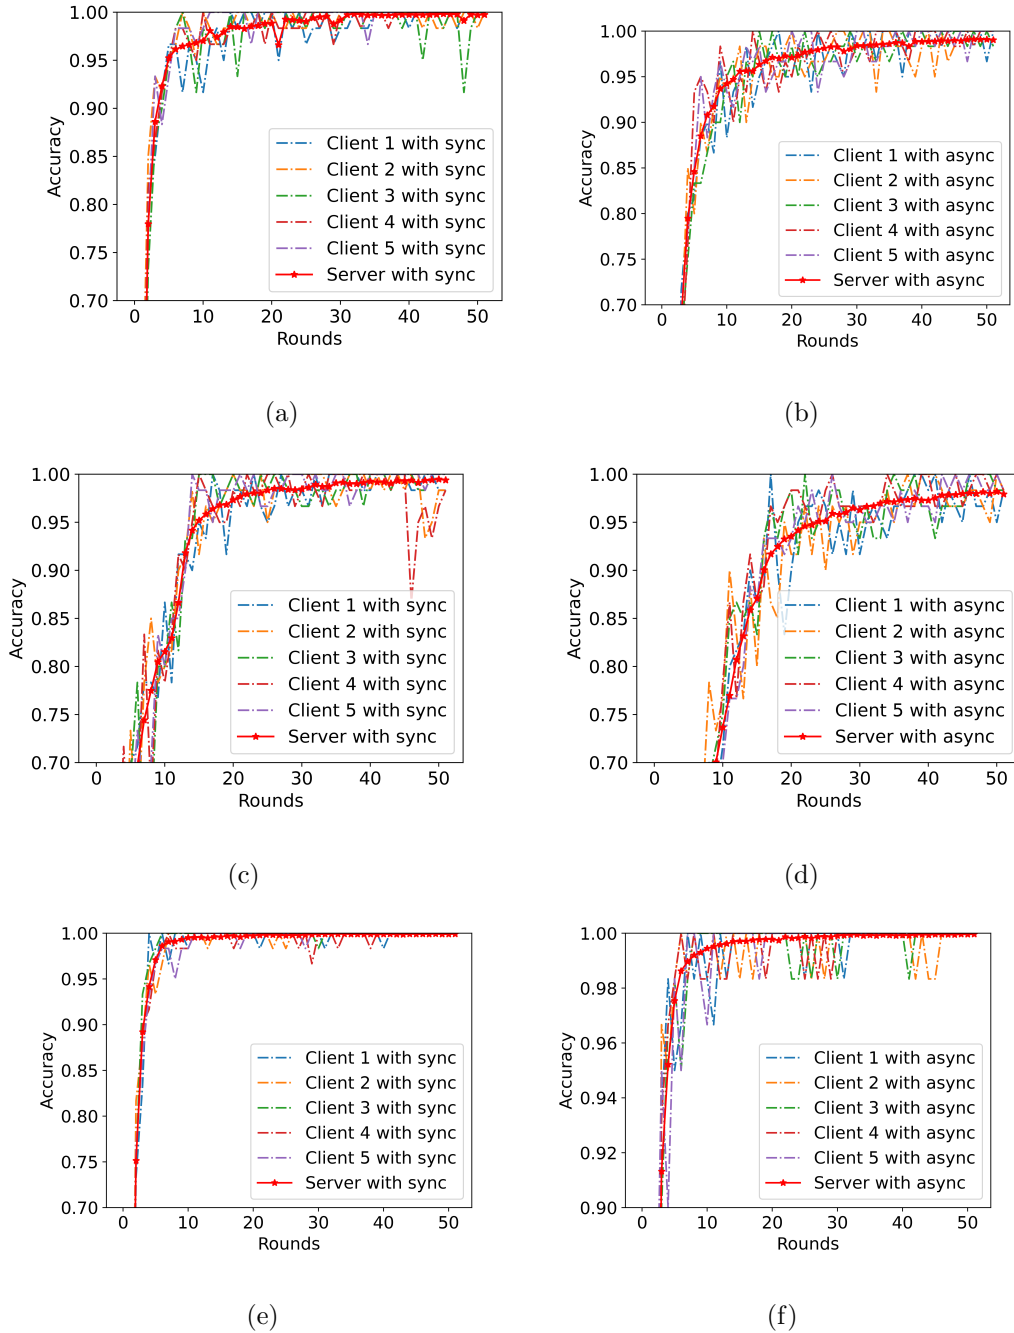 1.00
0.95
0.90
0.85
0.80
0.75
0.70
Accuracy
0 10 20 30 40 50
Rounds
Client 1 with sync
Client 2 with sync
Client 3 with sync
Client 4 with sync
Client 5 with sync
Server with sync
(a)
1.00
0.95
0.90
0.85
0.80
0.75
0.70
Accuracy
0 10 20 30 40 50
Rounds
Client 1 with async
Client 2 with async
Client 3 with async
Client 4 with async
Client 5 with async
Server with async
(b)
1.00
0.95
0.90
0.85
0.80
0.75
0.70
Accuracy
0 10 20 30 40 50
Rounds
Client 1 with sync
Client 2 with sync
Client 3 with sync
Client 4 with sync
Client 5 with sync
Server with sync
(c)
1.00
0.95
0.90
0.85
0.80
0.75
0.70
Accuracy
0 10 20 30 40 50
Rounds
Client 1 with async
Client 2 with async
Client 3 with async
Client 4 with async
Client 5 with async
Server with async
(d)
1.00
0.95
0.90
0.85
0.80
0.75
0.70
Accuracy
0 10 20 30 40 50
Rounds
Client 1 with sync
Client 2 with sync
Client 3 with sync
Client 4 with sync
Client 5 with sync
Server with sync
(e)
1.00
0.98
0.96
0.94
0.92
0.90
Accuracy
0 10 20 30 40 50
Rounds
Client 1 with async
Client 2 with async
Client 3 with async
Client 4 with async
Client 5 with async
Server with async
(f)